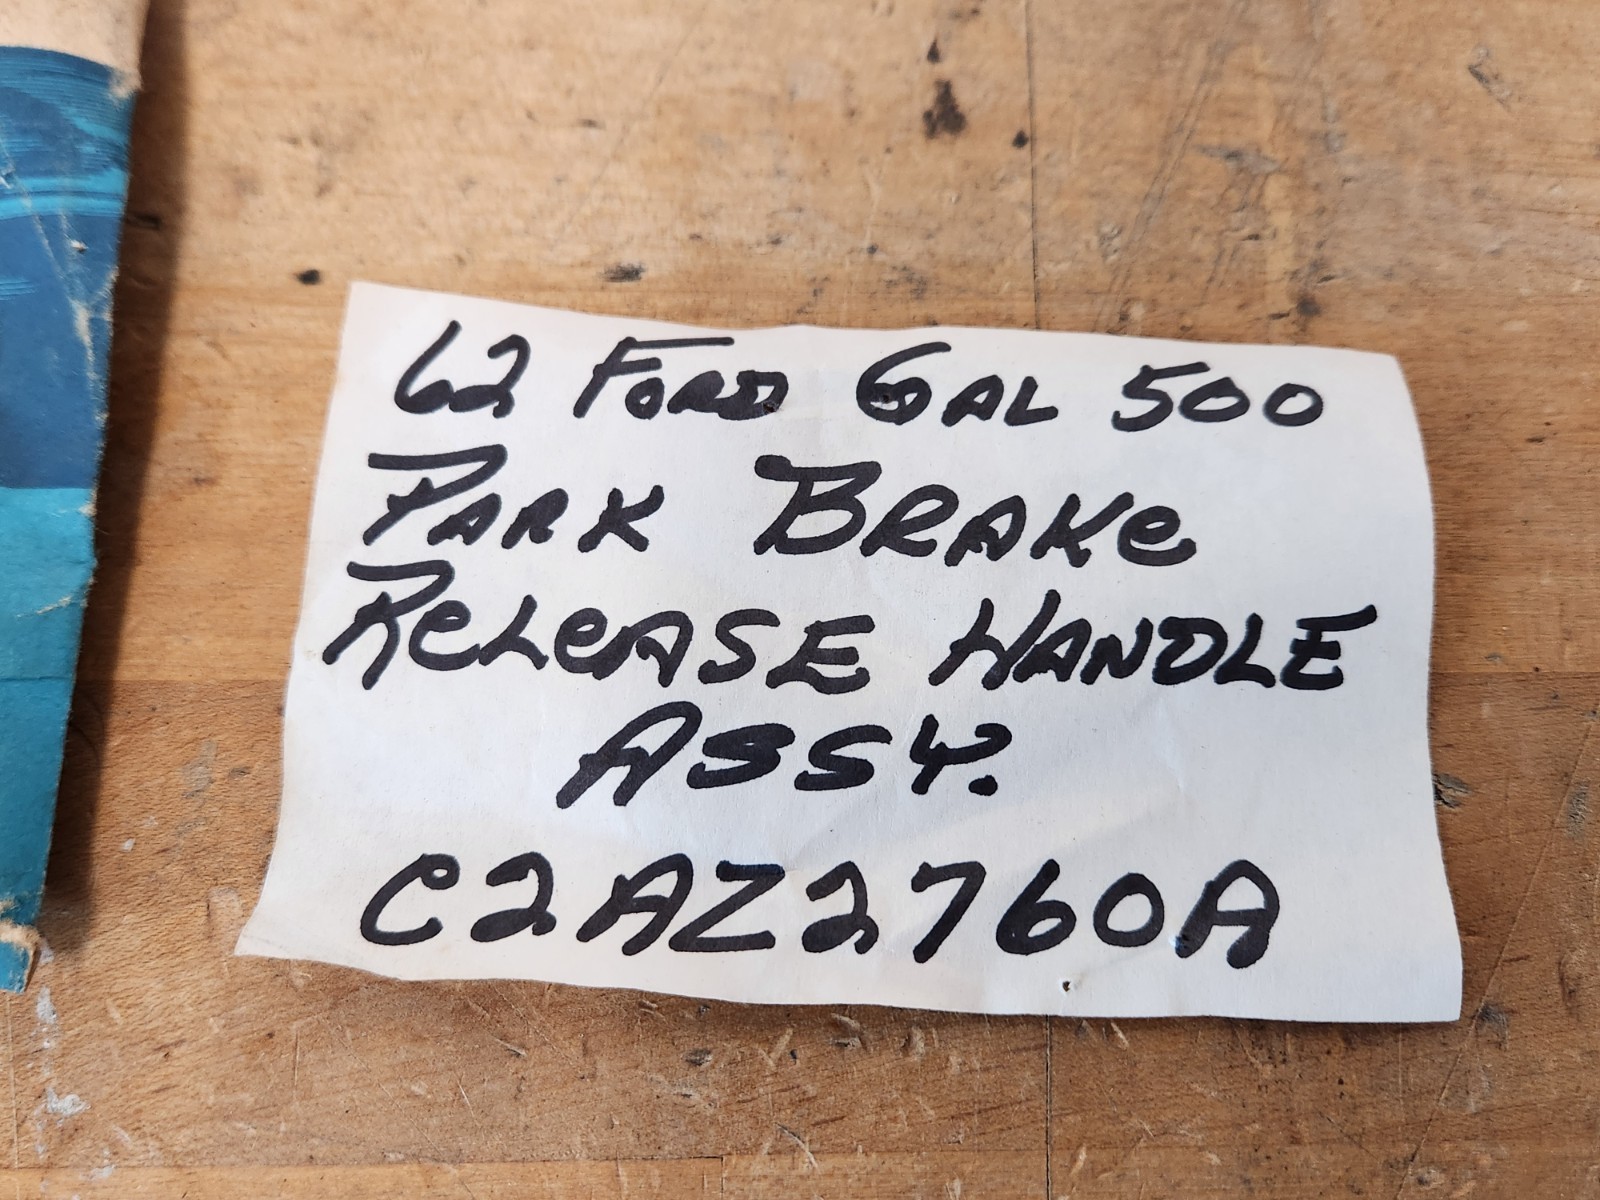 62 FORD GAL 500
PARK BRAKe
ReLeASE HANDLE
ASSY.
C2AZ2760A